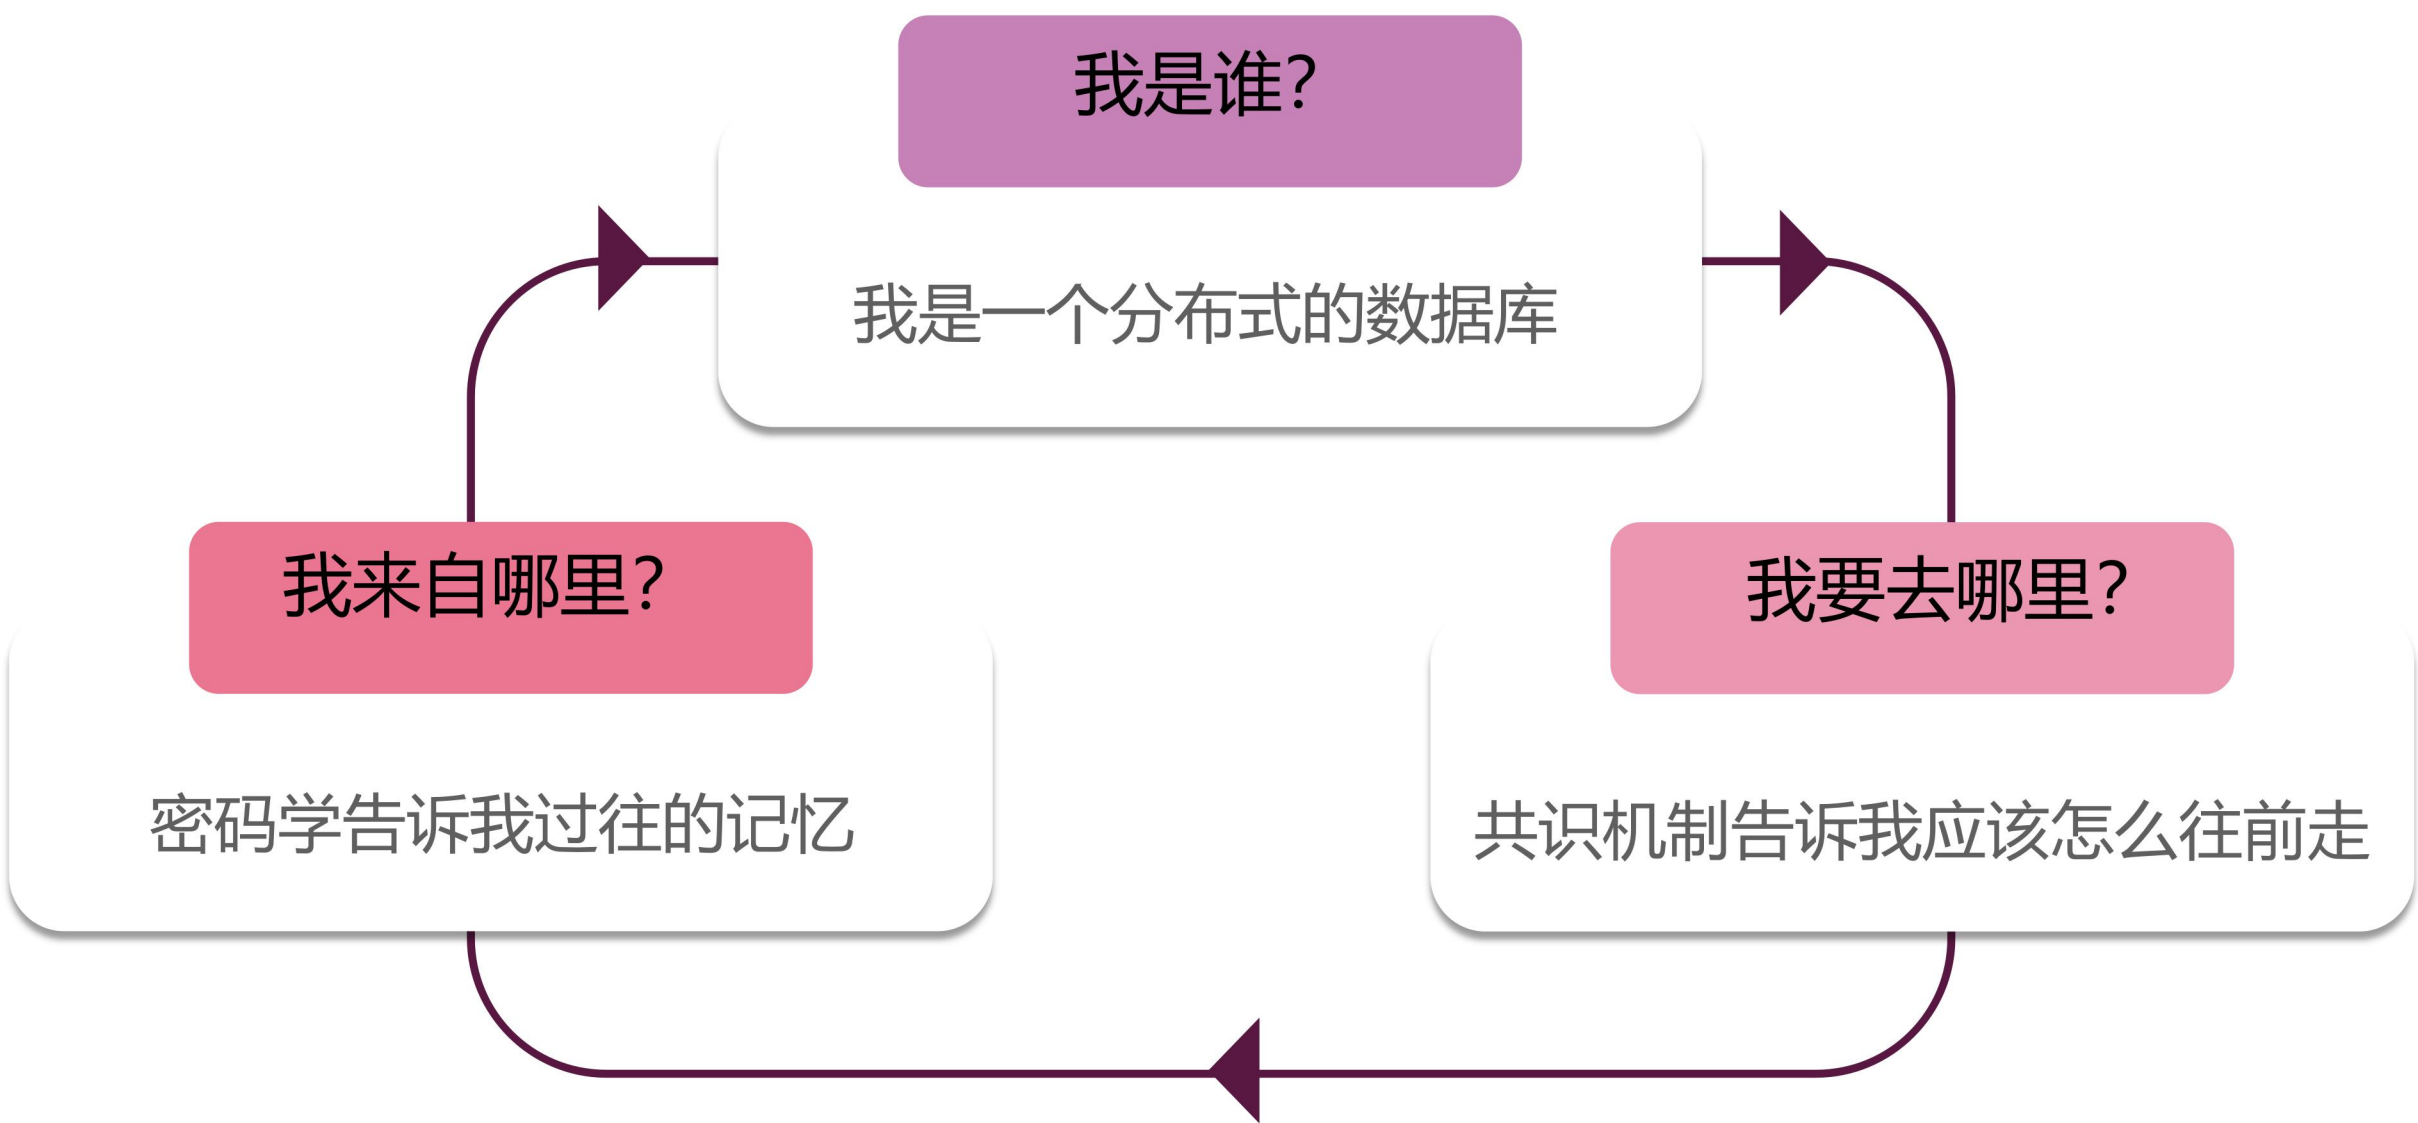 我是谁？
我是一个分布式的数据库
我来自哪里？
密码学告诉我过往的记忆
我要去哪里？
共识机制告诉我应该怎么往前走